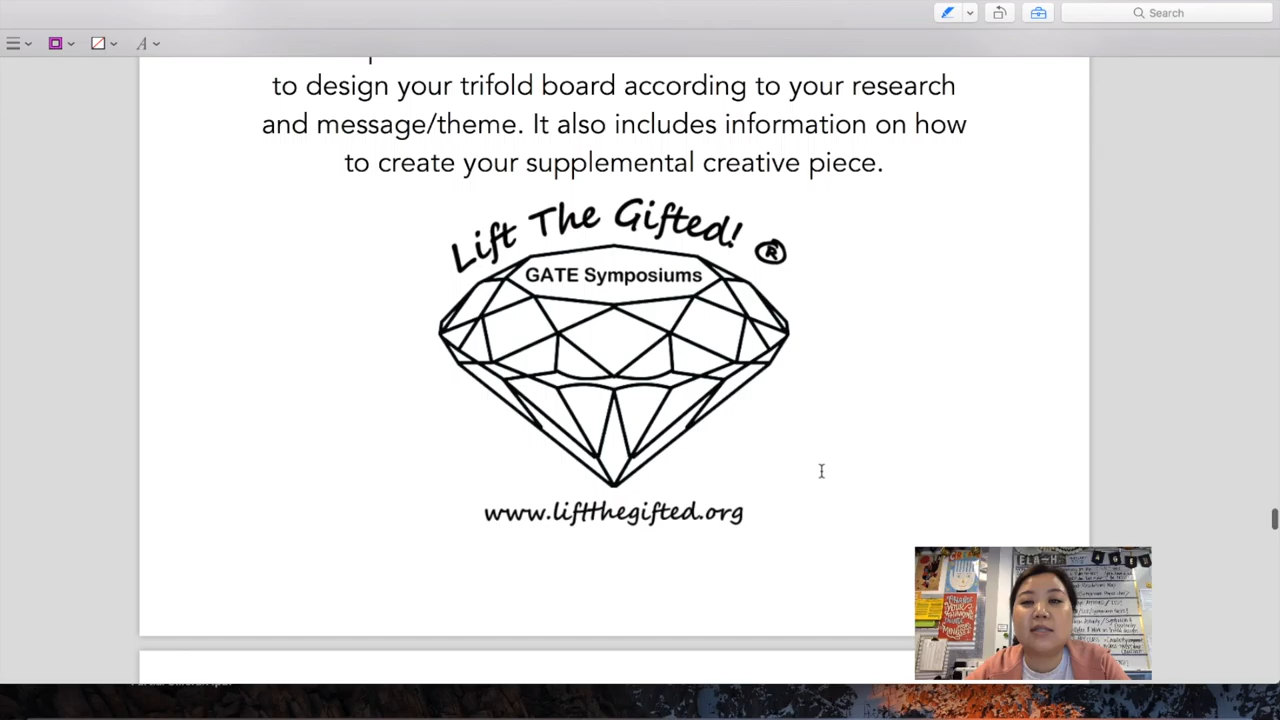 Search
A
to design your trifold board according to your research
and message/theme. It also includes information on how
to create your supplemental creative piece.
Lift The Gifted! ®
GATE Symposiums
www.liftthegifted.org
ELA-H